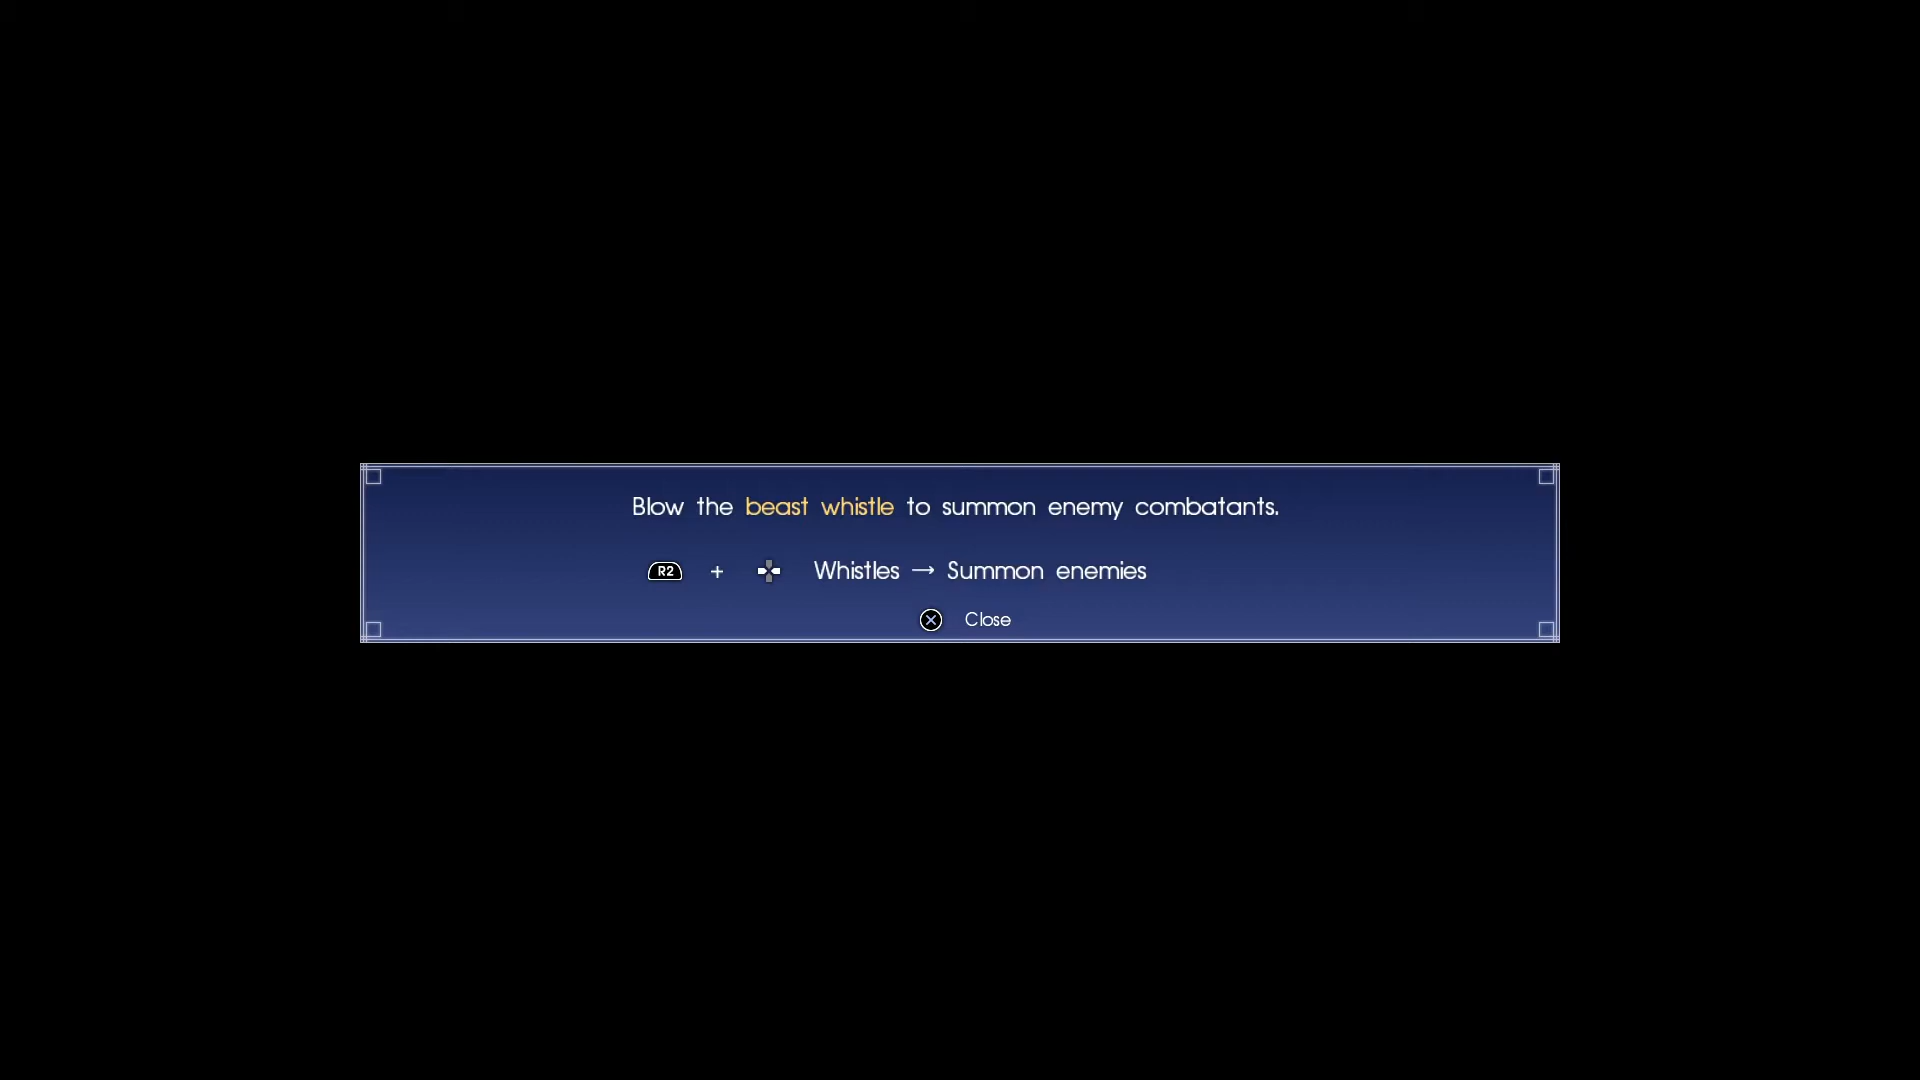 Blow the beast whistle to summon enemy combatants.
R2 + Whistles → Summon enemies
Close